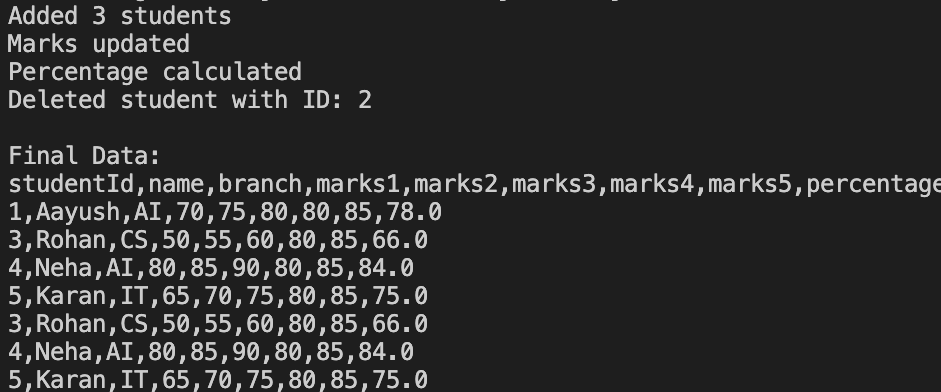 Added 3 students
Marks updated
Percentage calculated
Deleted student with ID: 2
Final Data:
studentId,name,branch,marks1,marks2,marks3,marks4,marks5,percentage
1,Aayush,AI,70,75,80,80,85,78.0
3,Rohan,CS,50,55,60,80,85,66.0
4,Neha,AI,80,85,90,80,85,84.0
5,Karan,IT,65,70,75,80,85,75.0
3,Rohan,CS,50,55,60,80,85,66.0
4,Neha,AI,80,85,90,80,85,84.0
5,Karan,IT,65,70,75,80,85,75.0